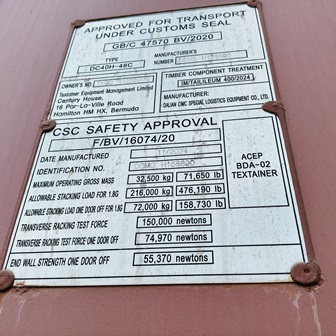 APPROVED FOR TRANSPORT
UNDER CUSTOMS SEAL
GB/C 47570 BV/2020
TYPE
DC40H-48C
MANUFACTURER'S
NUMBER
OWNER'S No.
Textainer Equipment Management Limited
Century House,
16 Par-La-Ville Road
Hamilton HM HX, Bermuda
TIMBER COMPONENT TREATMENT
IM/TAILILEUM 400/2024
MANUFACTURER:
DALIAN CIMC SPECIAL LOGISTICS EQUIPMENT CO., LTD.
CSC SAFETY APPROVAL
F/BV/16074/20
DATE MANUFACTURED
IDENTIFICATION NO.
MAXIMUM OPERATING GROSS MASS 32,500 kg 71,650 lb
ALLOWABLE STACKING LOAD FOR 1.8G 216,000 kg 476,190 lb
ALLOWABLE STACKING LOAD ONE DOOR OFF FOR 1.8G 72,000 kg 158,730 lb
TRANSVERSE RACKING TEST FORCE 150,000 newtons
TRANSVERSE RACKING TEST FORCE ONE DOOR OFF 74,970 newtons
END WALL STRENGTH ONE DOOR OFF 55,370 newtons
ACEP
BDA-02
TEXTAINER